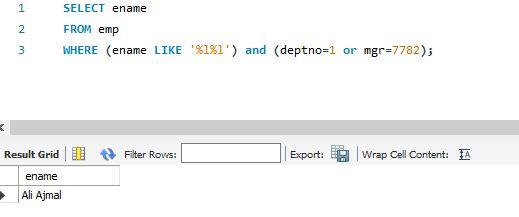 1 SELECT ename
2 FROM emp
3 WHERE (ename LIKE '%l%l') and (deptno=1 or mgr=7782);
Result Grid Filter Rows: Export: Wrap Cell Content: IA
ename
Ali Ajmal